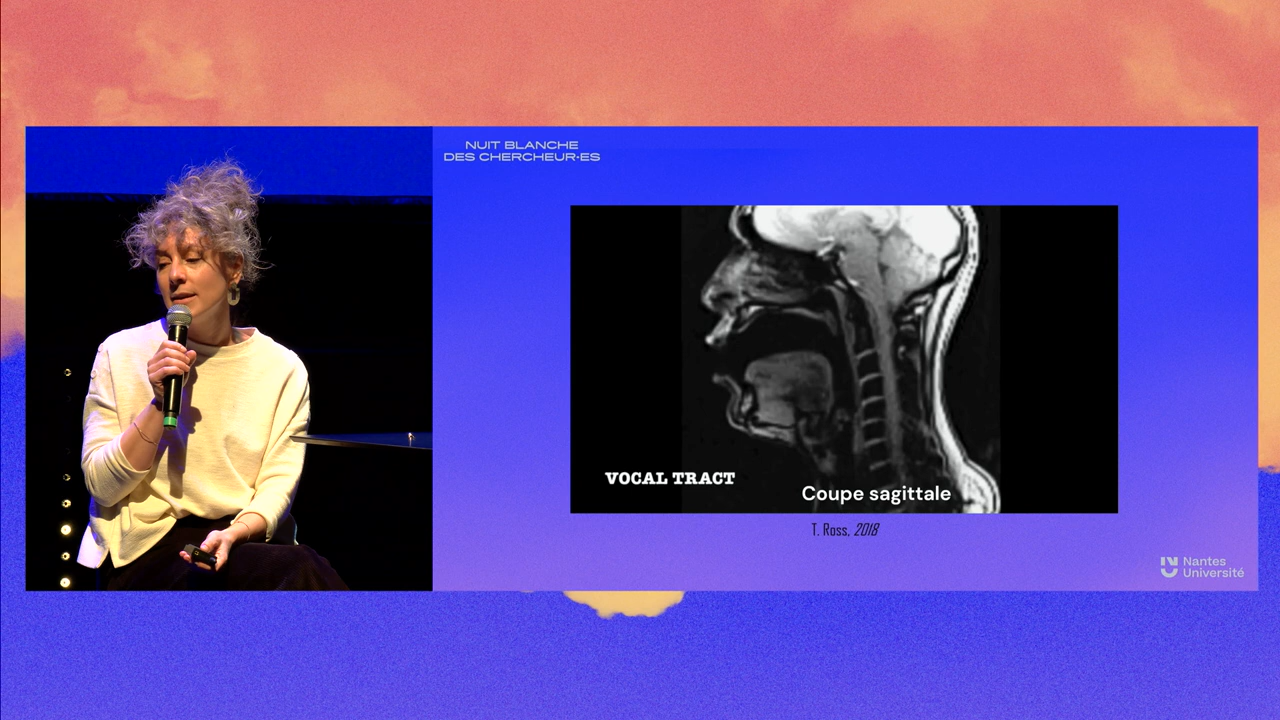 NUIT BLANCHE
DES CHERCHEUR·ES
VOCAL TRACT
Coupe sagittale
T. Ross, 2018
Nantes
Université